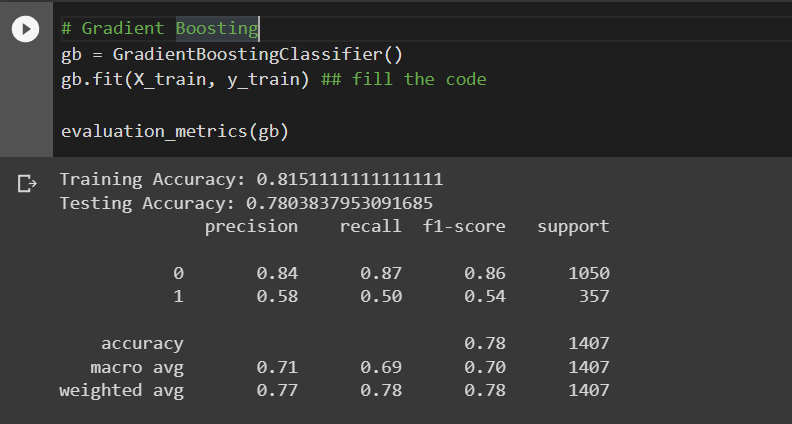 # Gradient Boosting
gb = GradientBoostingClassifier()
gb.fit(X_train, y_train) ## fill the code
evaluation_metrics(gb)
Training Accuracy: 0.8151111111111111
Testing Accuracy: 0.7803837953091685
precision recall f1-score support
0 0.84 0.87 0.86 1050
1 0.58 0.50 0.54 357
accuracy 0.78 1407
macro avg 0.71 0.69 0.70 1407
weighted avg 0.77 0.78 0.78 1407